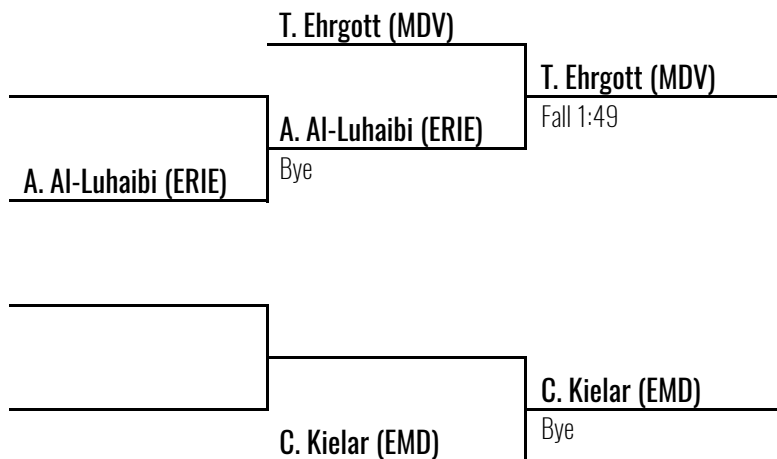 T. Ehrgott (MDV)
T. Ehrgott (MDV)
Fall 1:49
A. Al-Luhaibi (ERIE)
Bye
A. Al-Luhaibi (ERIE)
C. Kielar (EMD)
Bye
C. Kielar (EMD)